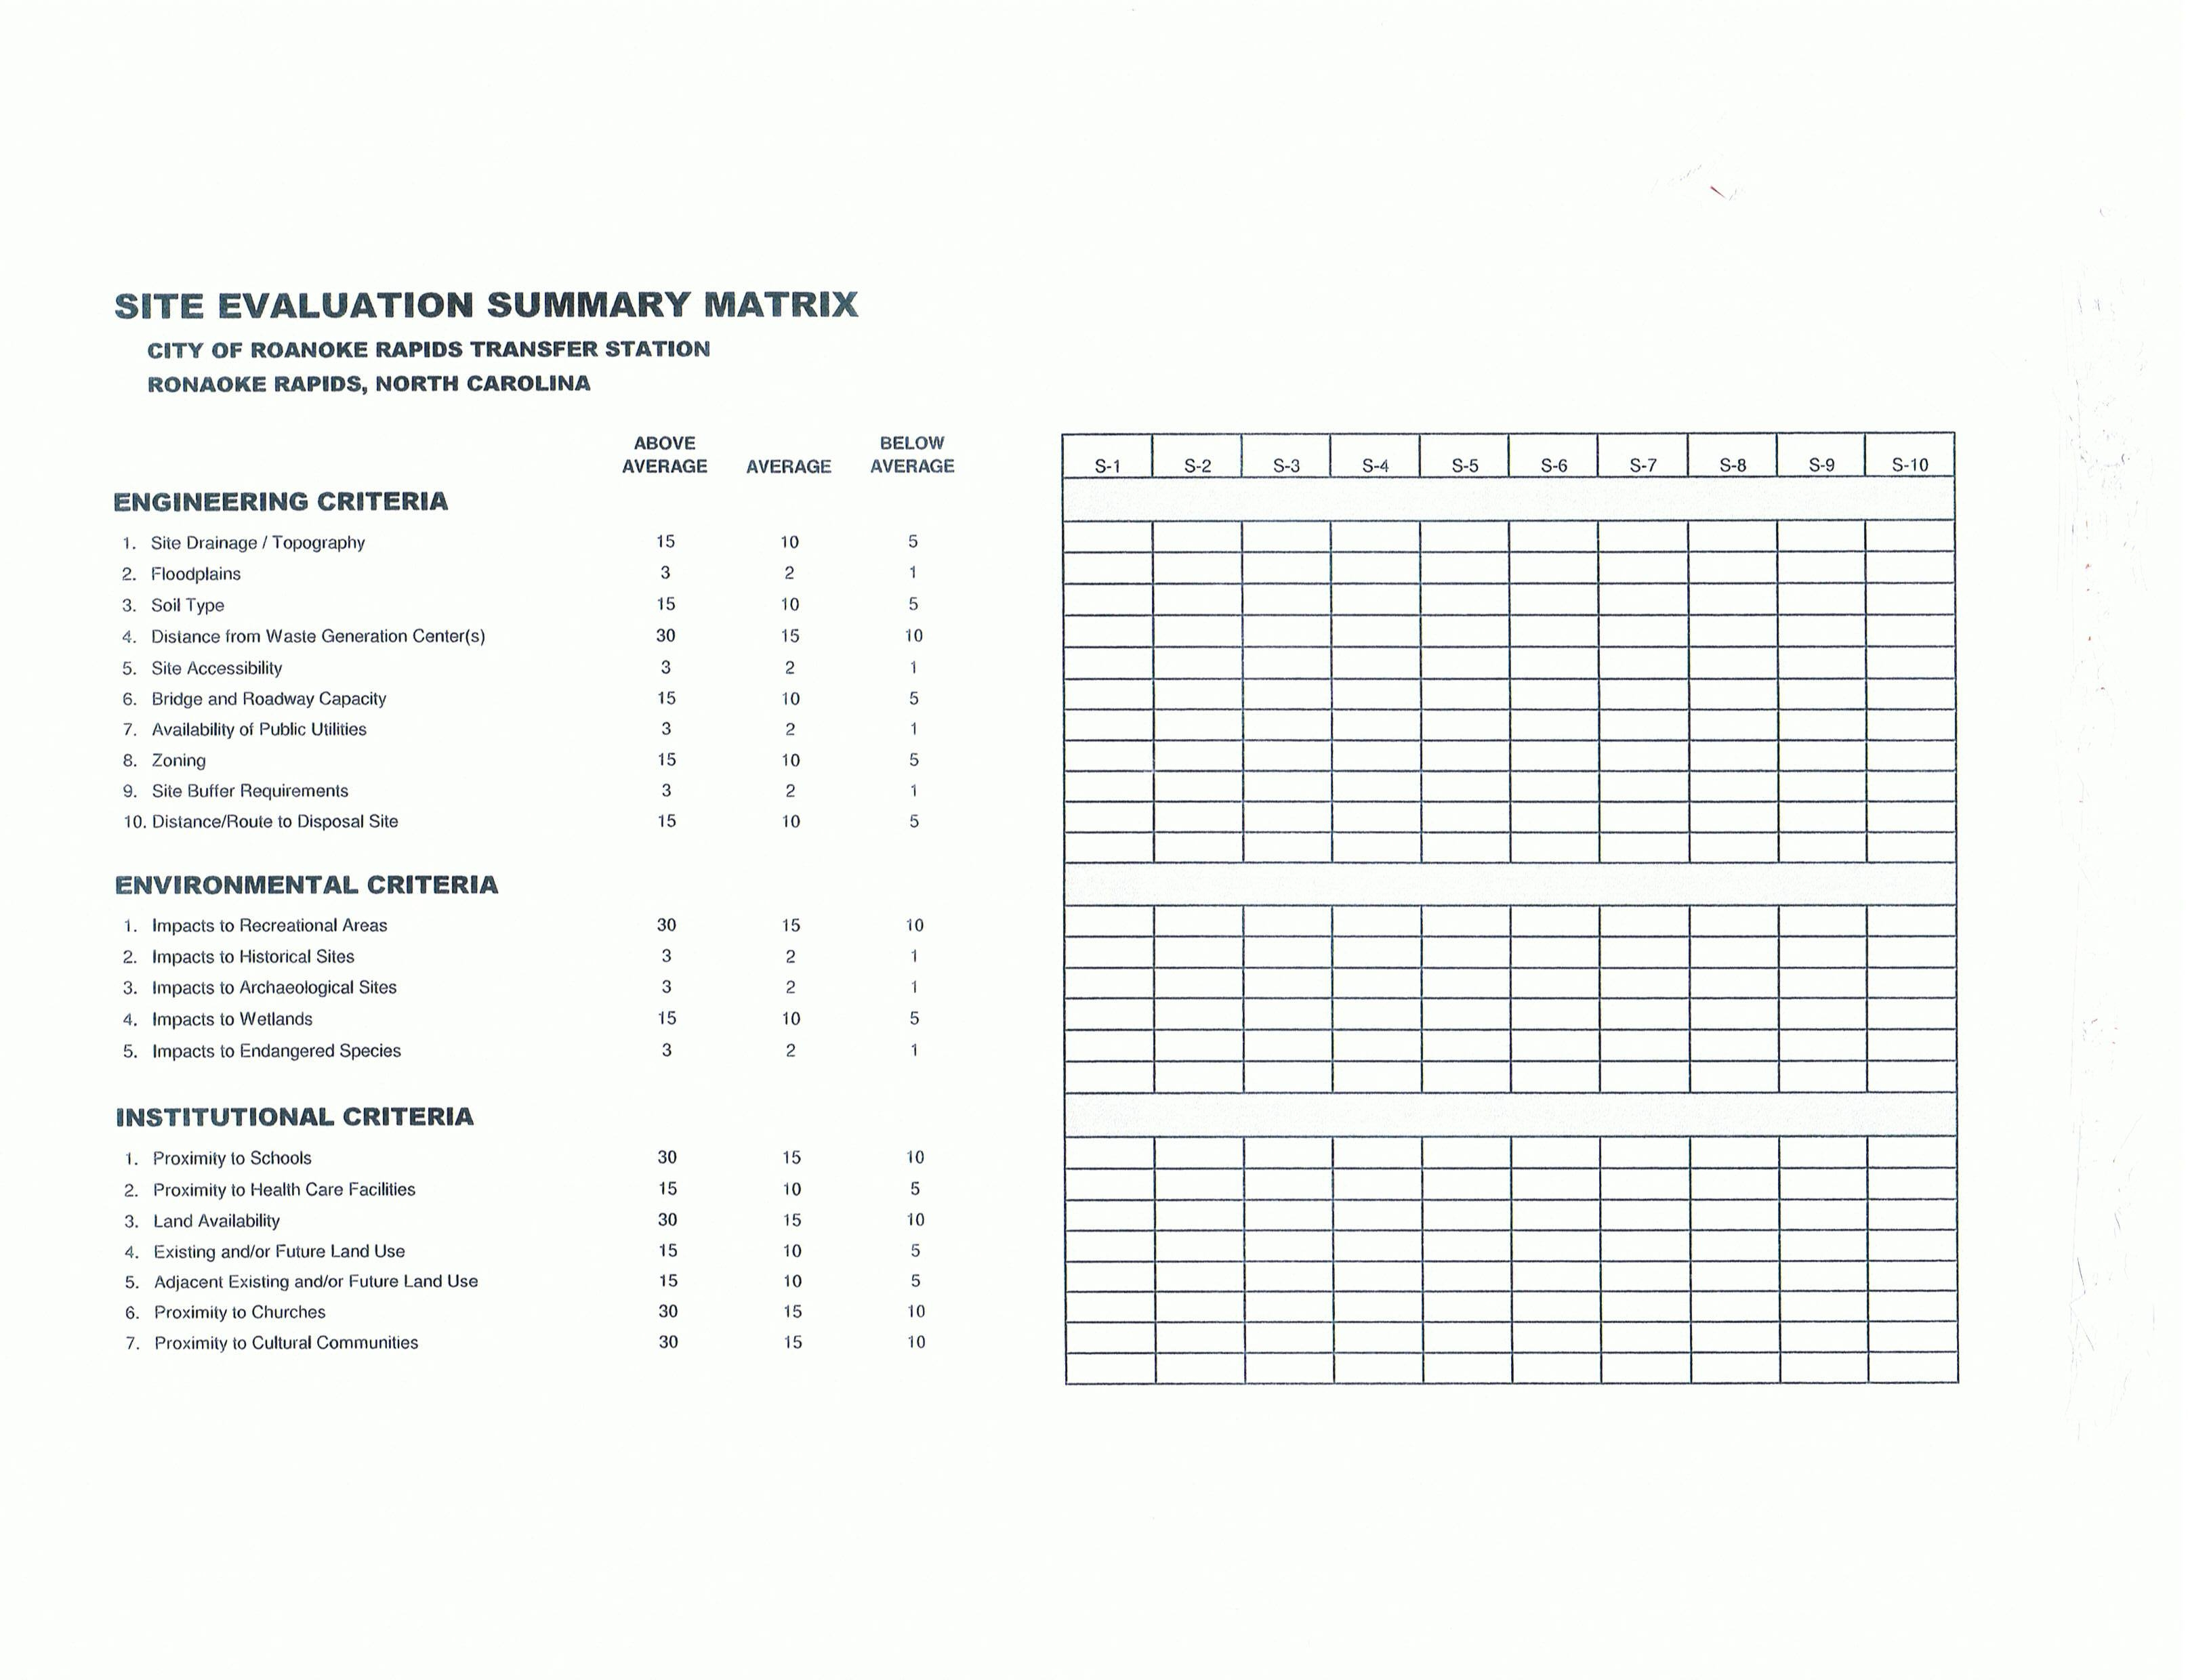 SITE EVALUATION SUMMARY MATRIX
CITY OF ROANOKE RAPIDS TRANSFER STATION
RONAOKE RAPIDS, NORTH CAROLINA
ABOVE AVERAGE AVERAGE BELOW AVERAGE S-1 S-2 S-3 S-4 S-5 S-6 S-7 S-8 S-9 S-10
ENGINEERING CRITERIA
1. Site Drainage / Topography 15 10 5
2. Floodplains 3 2 1
3. Soil Type 15 10 5
4. Distance from Waste Generation Center(s) 30 15 10
5. Site Accessibility 3 2 1
6. Bridge and Roadway Capacity 15 10 5
7. Availability of Public Utilities 3 2 1
8. Zoning 15 10 5
9. Site Buffer Requirements 3 2 1
10. Distance/Route to Disposal Site 15 10 5
ENVIRONMENTAL CRITERIA
1. Impacts to Recreational Areas 30 15 10
2. Impacts to Historical Sites 3 2 1
3. Impacts to Archaeological Sites 3 2 1
4. Impacts to Wetlands 15 10 5
5. Impacts to Endangered Species 3 2 1
INSTITUTIONAL CRITERIA
1. Proximity to Schools 30 15 10
2. Proximity to Health Care Facilities 15 10 5
3. Land Availability 30 15 10
4. Existing and/or Future Land Use 15 10 5
5. Adjacent Existing and/or Future Land Use 15 10 5
6. Proximity to Churches 30 15 10
7. Proximity to Cultural Communities 30 15 10